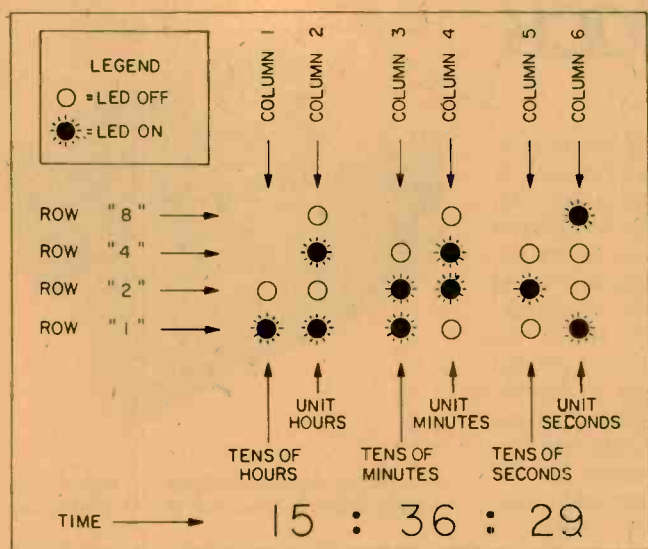 LEGEND
= LED OFF
= LED ON
COLUMN 1
COLUMN 2
COLUMN 3
COLUMN 4
COLUMN 5
COLUMN 6
ROW "8"
ROW "4"
ROW "2"
ROW "1"
UNIT HOURS
UNIT MINUTES
UNIT SECONDS
TENS OF HOURS
TENS OF MINUTES
TENS OF SECONDS
TIME 15 : 36 : 29